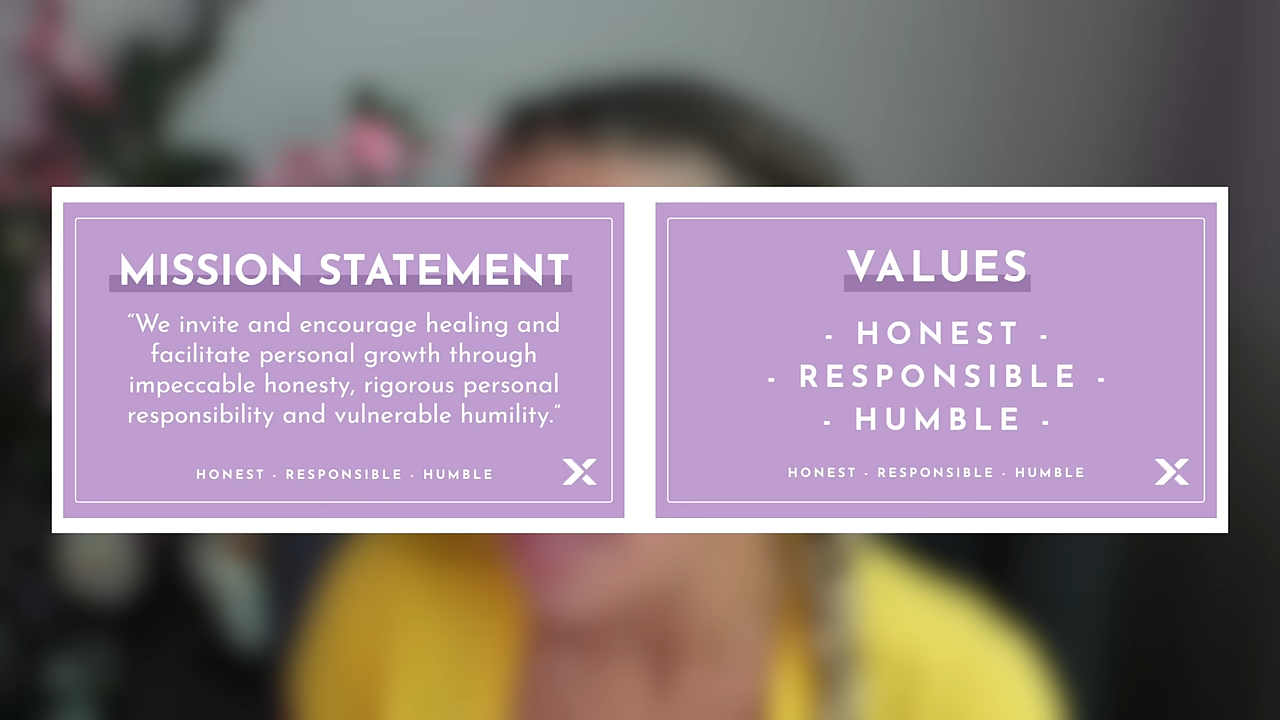 MISSION STATEMENT
“We invite and encourage healing and
facilitate personal growth through
impeccable honesty, rigorous personal
responsibility and vulnerable humility.”
HONEST - RESPONSIBLE - HUMBLE
VALUES
- HONEST -
- RESPONSIBLE -
- HUMBLE -
HONEST - RESPONSIBLE - HUMBLE